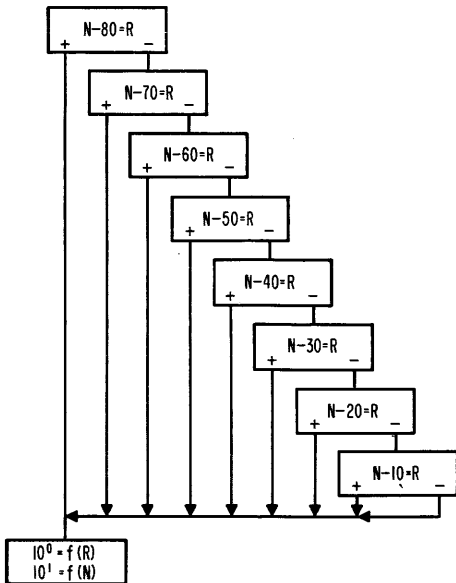 N-80=R
+ -
N-70=R
+ -
N-60=R
+ -
N-50=R
+ -
N-40=R
+ -
N-30=R
+ -
N-20=R
+ -
N-10=R
+ -
10⁰ = f (R)
10¹ = f (N)